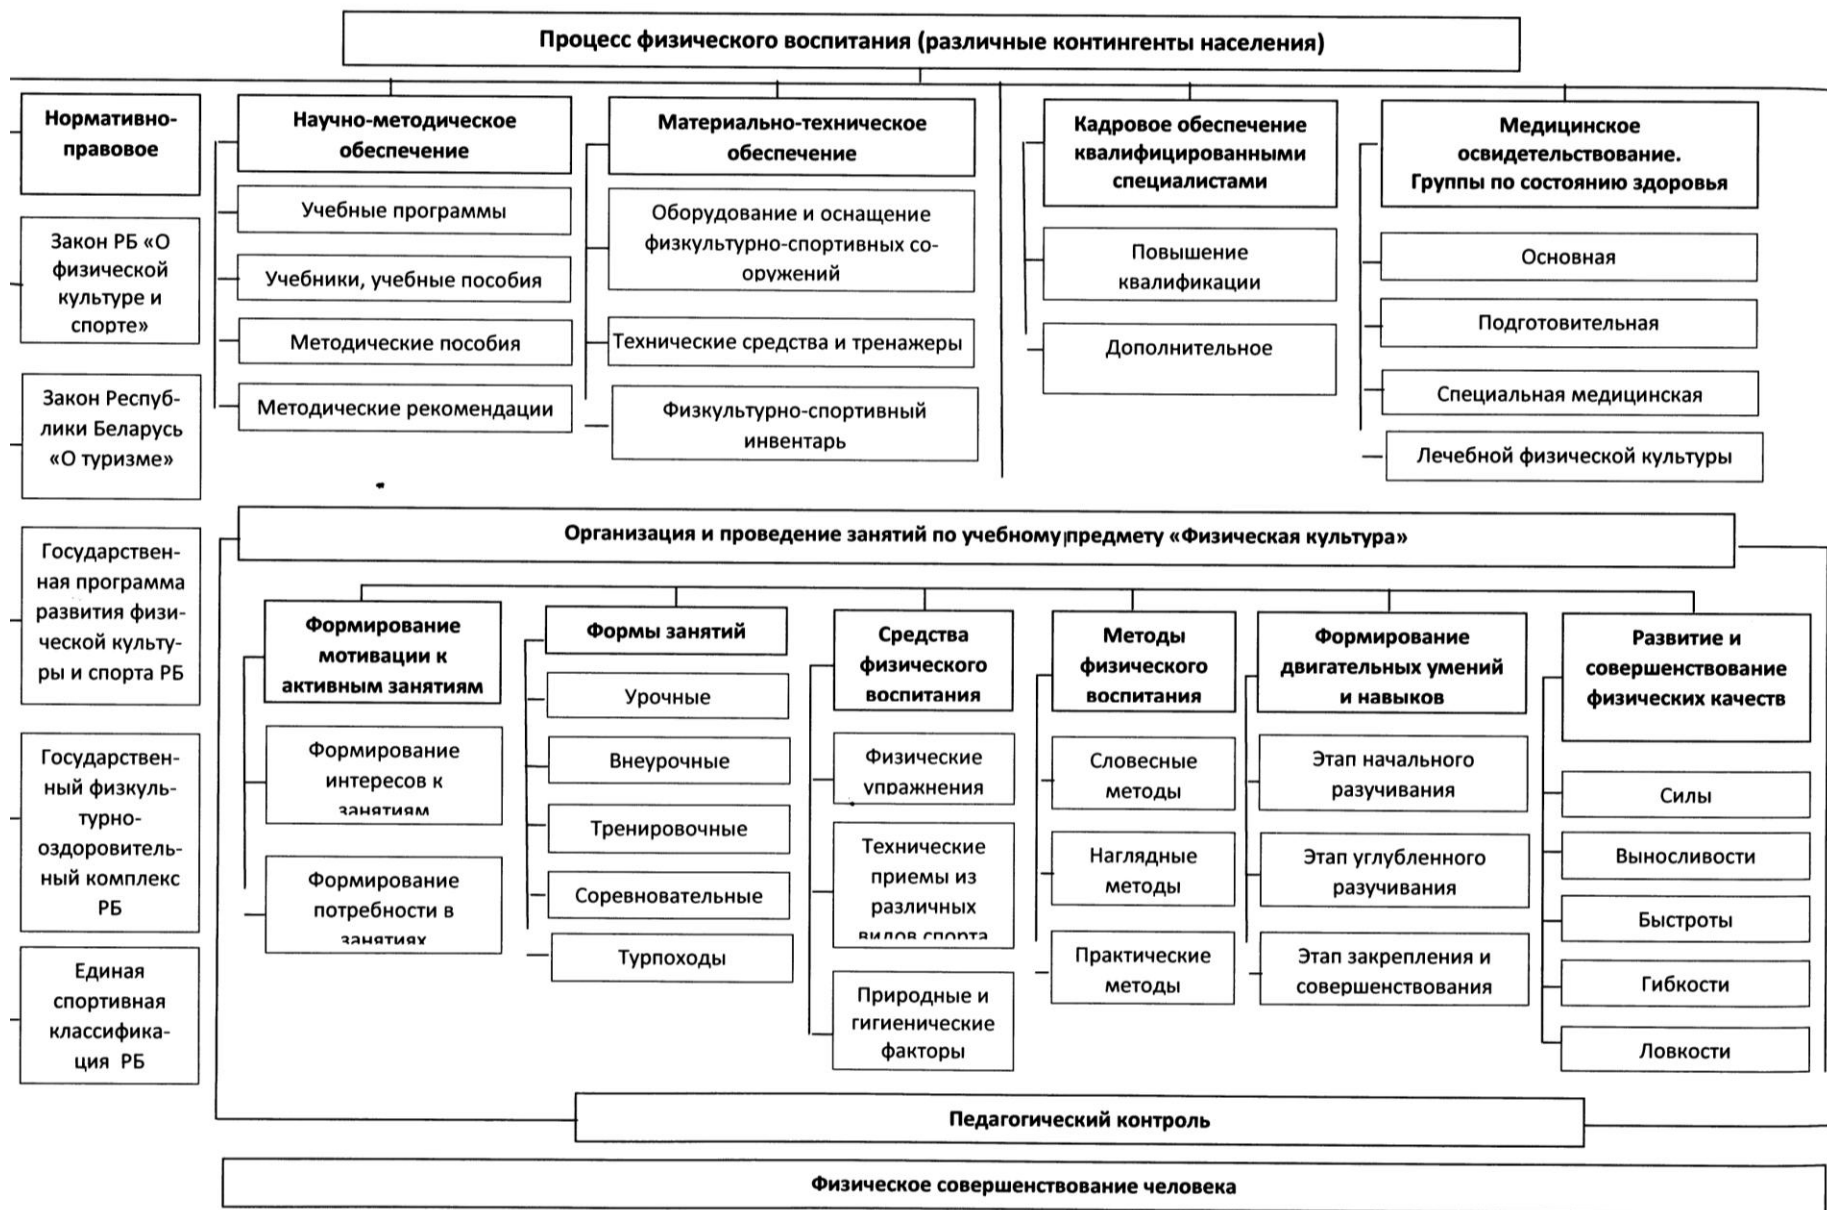 Процесс физического воспитания (различные контингенты населения)
Нормативно-
правовое
Закон РБ «О
физической
культуре и
спорте»
Закон Респуб-
лики Беларусь
«О туризме»
Государствен-
ная программа
развития физи-
ческой культу-
ры и спорта РБ
Государствен-
ный физкуль-
турно-
оздоровитель-
ный комплекс
РБ
Единая
спортивная
классифика-
ция РБ
Научно-методическое
обеспечение
Учебные программы
Учебники, учебные пособия
Методические пособия
Методические рекомендации
Материально-техническое
обеспечение
Оборудование и оснащение
физкультурно-спортивных со-
оружений
Технические средства и тренажеры
Физкультурно-спортивный
инвентарь
Кадровое обеспечение
квалифицированными
специалистами
Повышение
квалификации
Дополнительное
Медицинское
освидетельствование.
Группы по состоянию здоровья
Основная
Подготовительная
Специальная медицинская
Лечебной физической культуры
Организация и проведение занятий по учебному предмету «Физическая культура»
Формирование
мотивации к
активным занятиям
Формирование
интересов к
занятиям
Формирование
потребности в
занятиях
Формы занятий
Урочные
Внеурочные
Тренировочные
Соревновательные
Турпоходы
Средства
физического
воспитания
Физические
упражнения
Технические
приемы из
различных
видов спорта
Природные и
гигиенические
факторы
Методы
физического
воспитания
Словесные
методы
Наглядные
методы
Практические
методы
Формирование
двигательных умений
и навыков
Этап начального
разучивания
Этап углубленного
разучивания
Этап закрепления и
совершенствования
Развитие и
совершенствование
физических качеств
Силы
Выносливости
Быстроты
Гибкости
Ловкости
Педагогический контроль
Физическое совершенствование человека